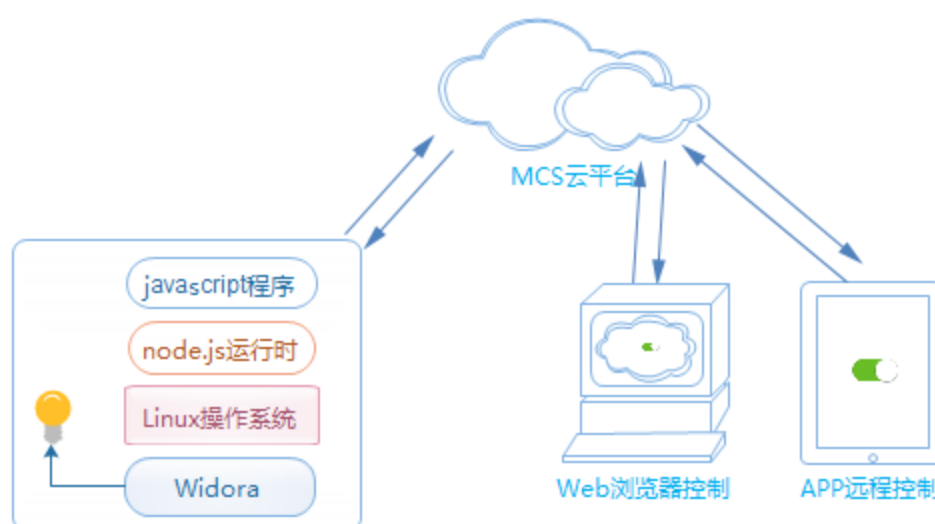 MCS云平台
javascript程序
node.js运行时
Linux操作系统
Widora
Web浏览器控制
APP远程控制